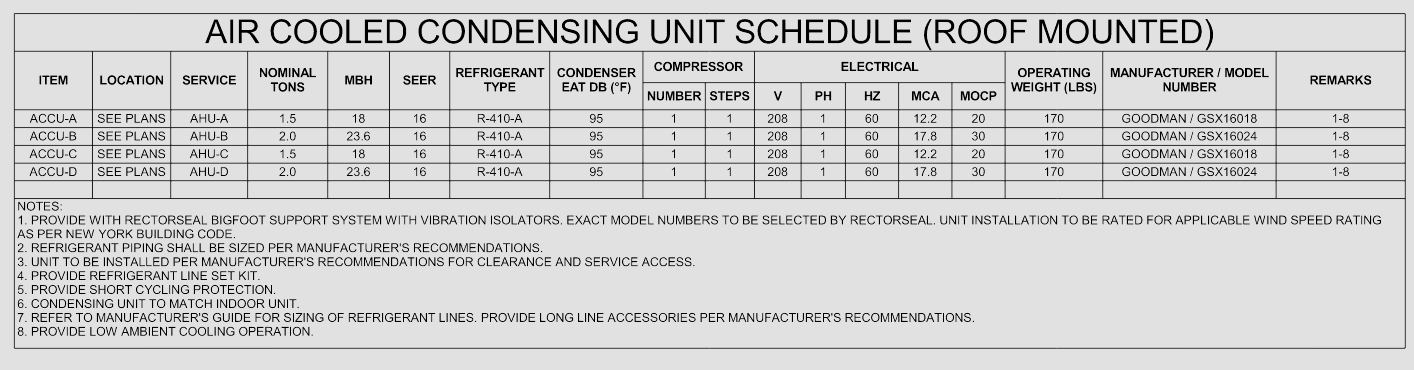 AIR COOLED CONDENSING UNIT SCHEDULE (ROOF MOUNTED)
ITEM LOCATION SERVICE NOMINAL TONS MBH SEER REFRIGERANT TYPE CONDENSER EAT DB (°F) COMPRESSOR ELECTRICAL OPERATING WEIGHT (LBS) MANUFACTURER / MODEL NUMBER REMARKS
NUMBER STEPS V PH HZ MCA MOCP
ACCU-A SEE PLANS AHU-A 1.5 18 16 R-410-A 95 1 1 208 1 60 12.2 20 170 GOODMAN / GSX16018 1-8
ACCU-B SEE PLANS AHU-B 2.0 23.6 16 R-410-A 95 1 1 208 1 60 17.8 30 170 GOODMAN / GSX16024 1-8
ACCU-C SEE PLANS AHU-C 1.5 18 16 R-410-A 95 1 1 208 1 60 12.2 20 170 GOODMAN / GSX16018 1-8
ACCU-D SEE PLANS AHU-D 2.0 23.6 16 R-410-A 95 1 1 208 1 60 17.8 30 170 GOODMAN / GSX16024 1-8
NOTES:
1. PROVIDE WITH RECTORSEAL BIGFOOT SUPPORT SYSTEM WITH VIBRATION ISOLATORS. EXACT MODEL NUMBERS TO BE SELECTED BY RECTORSEAL. UNIT INSTALLATION TO BE RATED FOR APPLICABLE WIND SPEED RATING
AS PER NEW YORK BUILDING CODE.
2. REFRIGERANT PIPING SHALL BE SIZED PER MANUFACTURER'S RECOMMENDATIONS.
3. UNIT TO BE INSTALLED PER MANUFACTURER'S RECOMMENDATIONS FOR CLEARANCE AND SERVICE ACCESS.
4. PROVIDE REFRIGERANT LINE SET KIT.
5. PROVIDE SHORT CYCLING PROTECTION.
6. CONDENSING UNIT TO MATCH INDOOR UNIT.
7. REFER TO MANUFACTURER'S GUIDE FOR SIZING OF REFRIGERANT LINES. PROVIDE LONG LINE ACCESSORIES PER MANUFACTURER'S RECOMMENDATIONS.
8. PROVIDE LOW AMBIENT COOLING OPERATION.